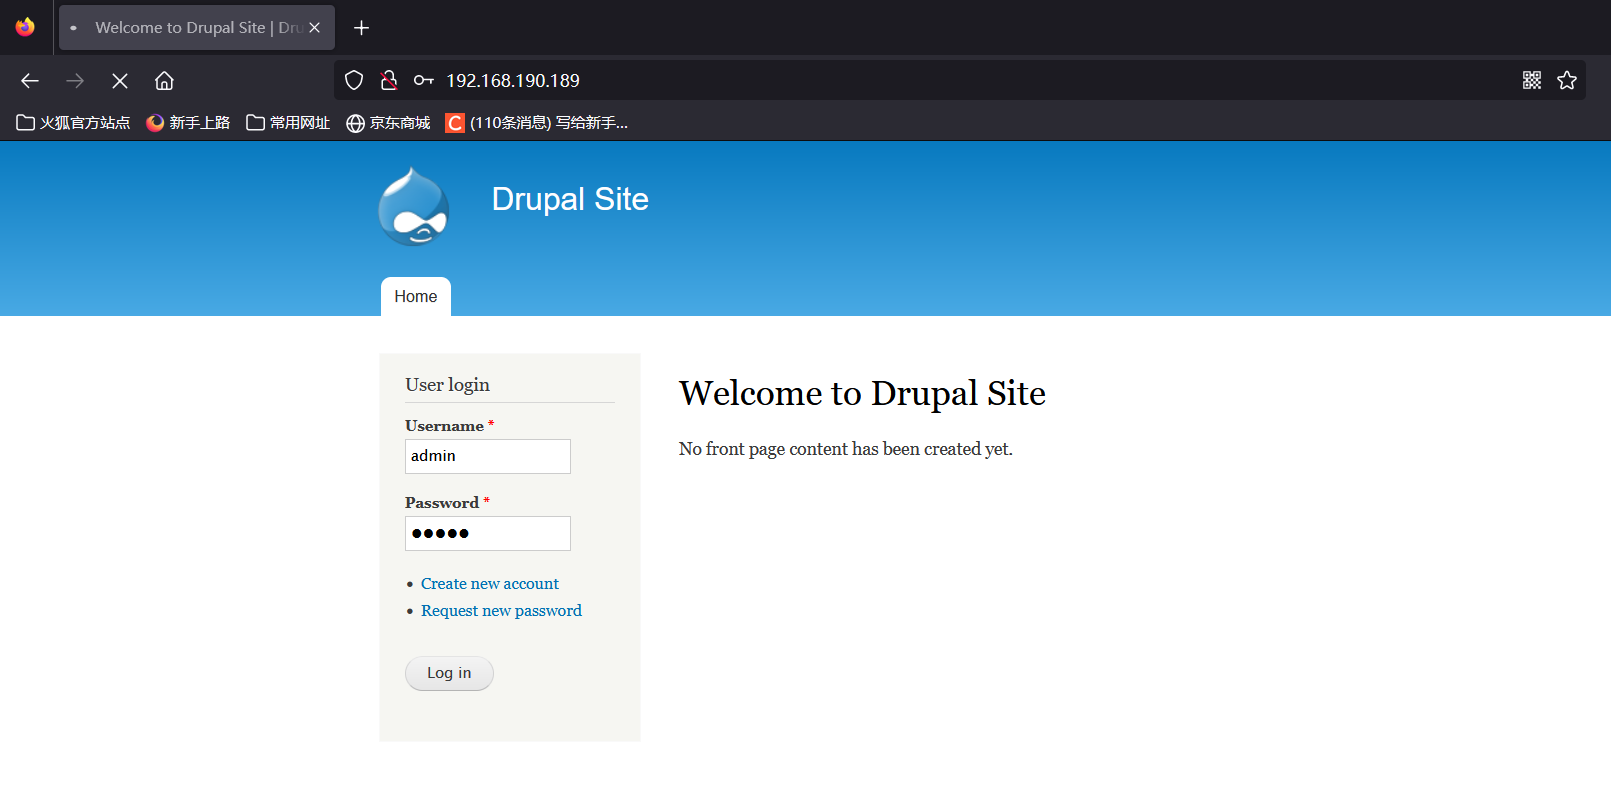 Welcome to Drupal Site | Dru
192.168.190.189
火狐官方站点 新手上路 常用网址 京东商城 C (110条消息) 写给新手...
Drupal Site
Home
User login
Username *
admin
Password *
Create new account
Request new password
Log in
Welcome to Drupal Site
No front page content has been created yet.